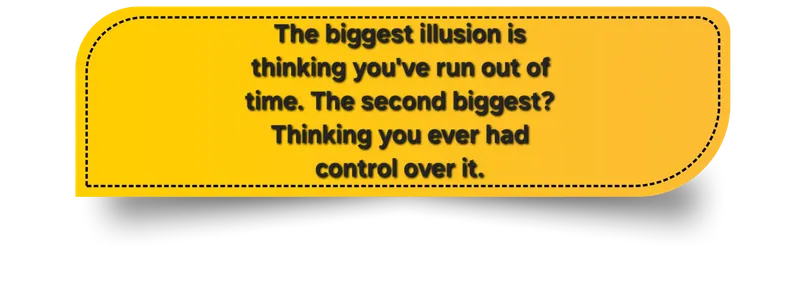 The biggest illusion is
thinking you've run out of
time. The second biggest?
Thinking you ever had
control over it.